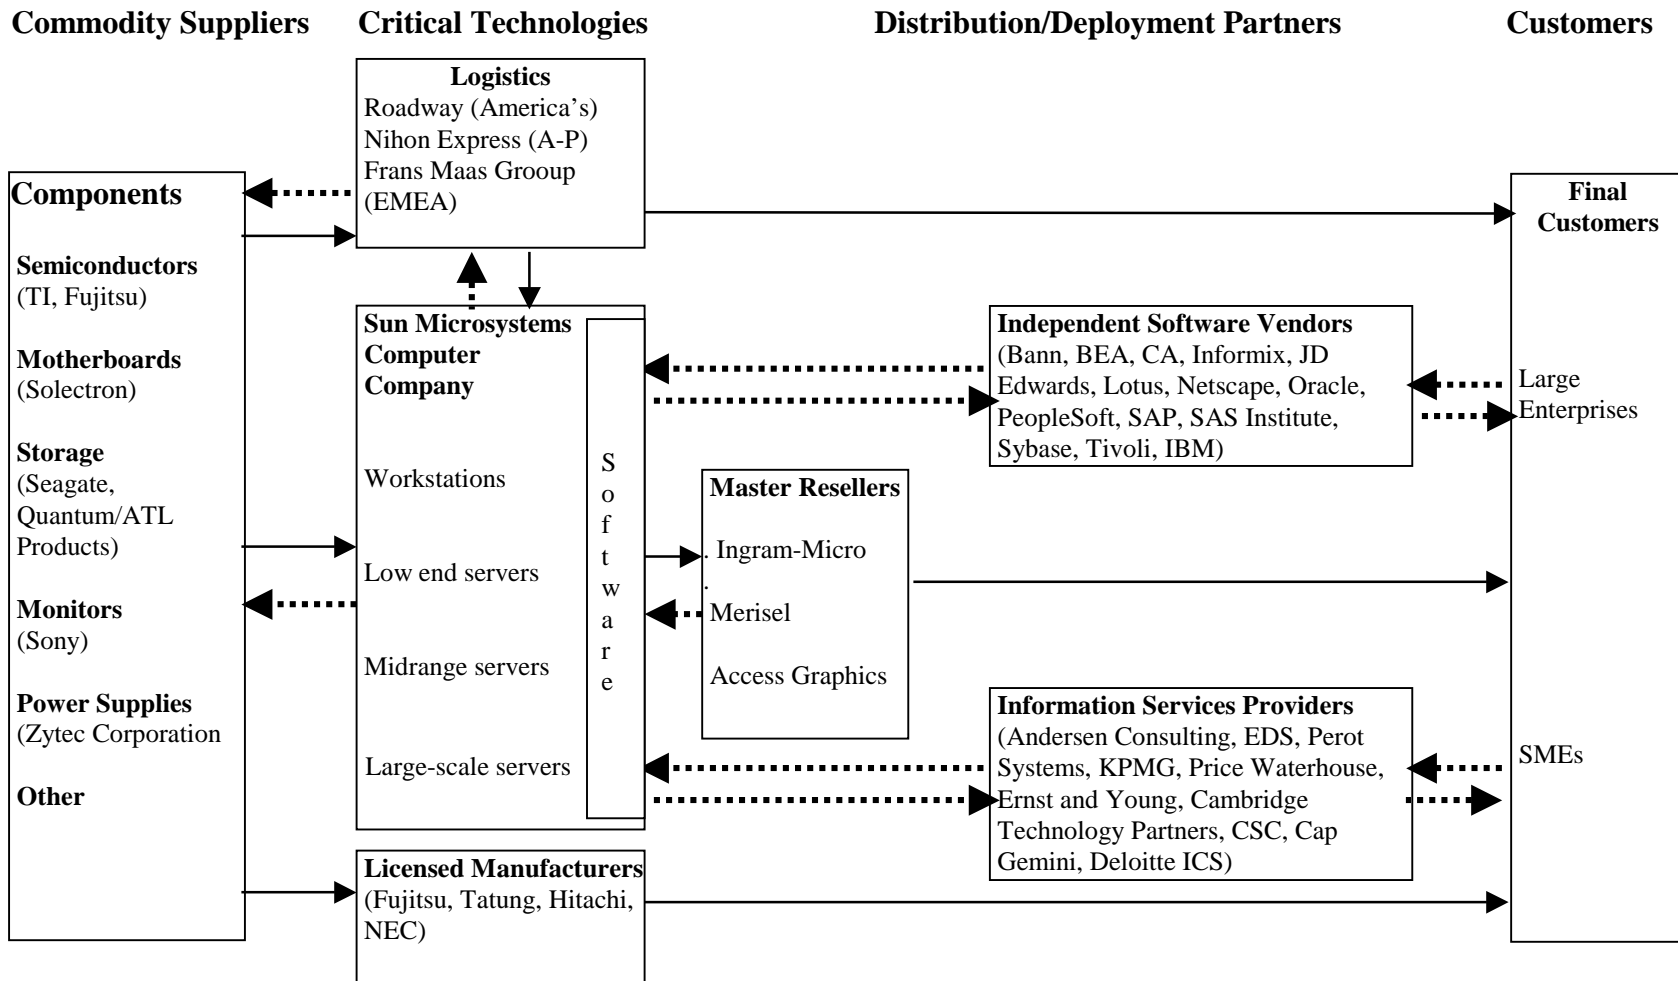 Commodity Suppliers
Critical Technologies
Distribution/Deployment Partners
Customers
Components
Semiconductors
(TI, Fujitsu)
Motherboards
(Solectron)
Storage
(Seagate,
Quantum/ATL
Products)
Monitors
(Sony)
Power Supplies
(Zytec Corporation
Other
Logistics
Roadway (America's)
Nihon Express (A-P)
Frans Maas Grooup
(EMEA)
Sun Microsystems
Computer
Company
Workstations
Low end servers
Midrange servers
Large-scale servers
S
o
f
t
w
a
r
e
Licensed Manufacturers
(Fujitsu, Tatung, Hitachi,
NEC)
Master Resellers
. Ingram-Micro
.
Merisel
Access Graphics
Independent Software Vendors
(Bann, BEA, CA, Informix, JD
Edwards, Lotus, Netscape, Oracle,
PeopleSoft, SAP, SAS Institute,
Sybase, Tivoli, IBM)
Information Services Providers
(Andersen Consulting, EDS, Perot
Systems, KPMG, Price Waterhouse,
Ernst and Young, Cambridge
Technology Partners, CSC, Cap
Gemini, Deloitte ICS)
Final
Customers
Large
Enterprises
SMEs